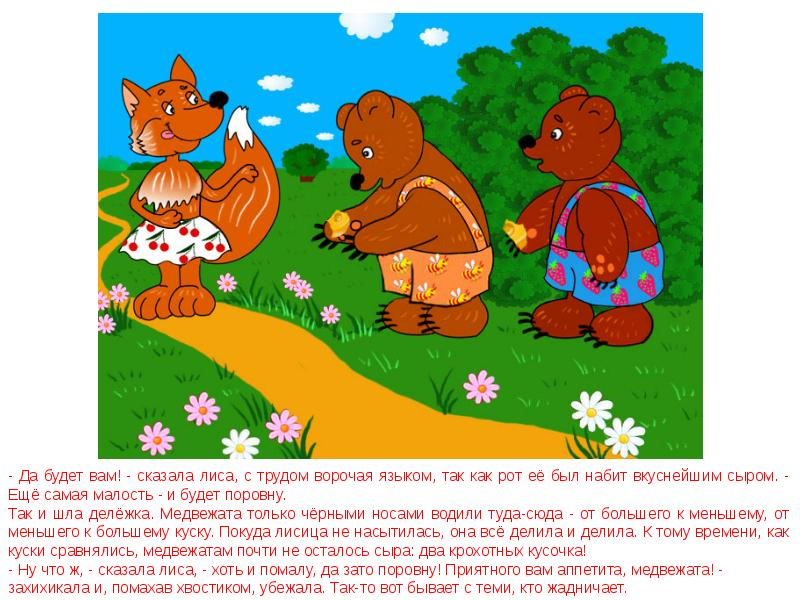 - Да будет вам! - сказала лиса, с трудом ворочая языком, так как рот её был набит вкуснейшим сыром. -
Ещё самая малость - и будет поровну.
Так и шла делёжка. Медвежата только чёрными носами водили туда-сюда - от большего к меньшему, от
меньшего к большему куску. Покуда лисица не насытилась, она всё делила и делила. К тому времени, как
куски сравнялись, медвежатам почти не осталось сыра: два крохотных кусочка!
- Ну что ж, - сказала лиса, - хоть и помалу, да зато поровну! Приятного вам аппетита, медвежата! -
захихикала и, помахав хвостиком, убежала. Так-то вот бывает с теми, кто жадничает.